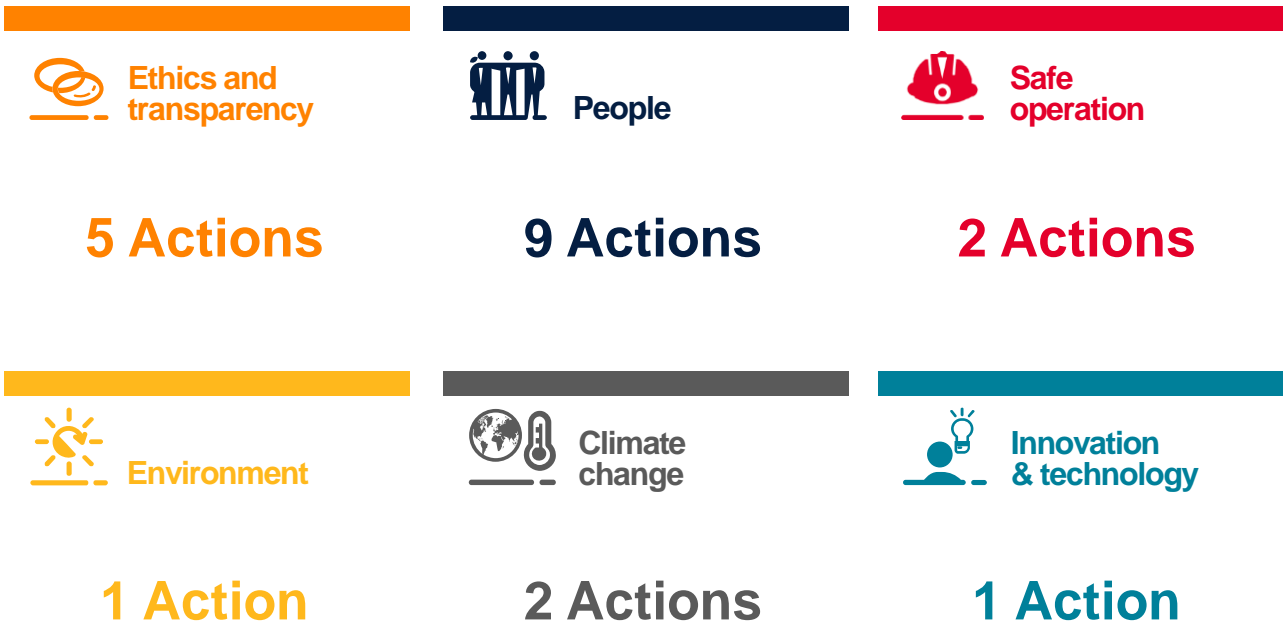 Ethics and
transparency
5 Actions
People
9 Actions
Safe
operation
2 Actions
Environment
1 Action
Climate
change
2 Actions
Innovation
& technology
1 Action